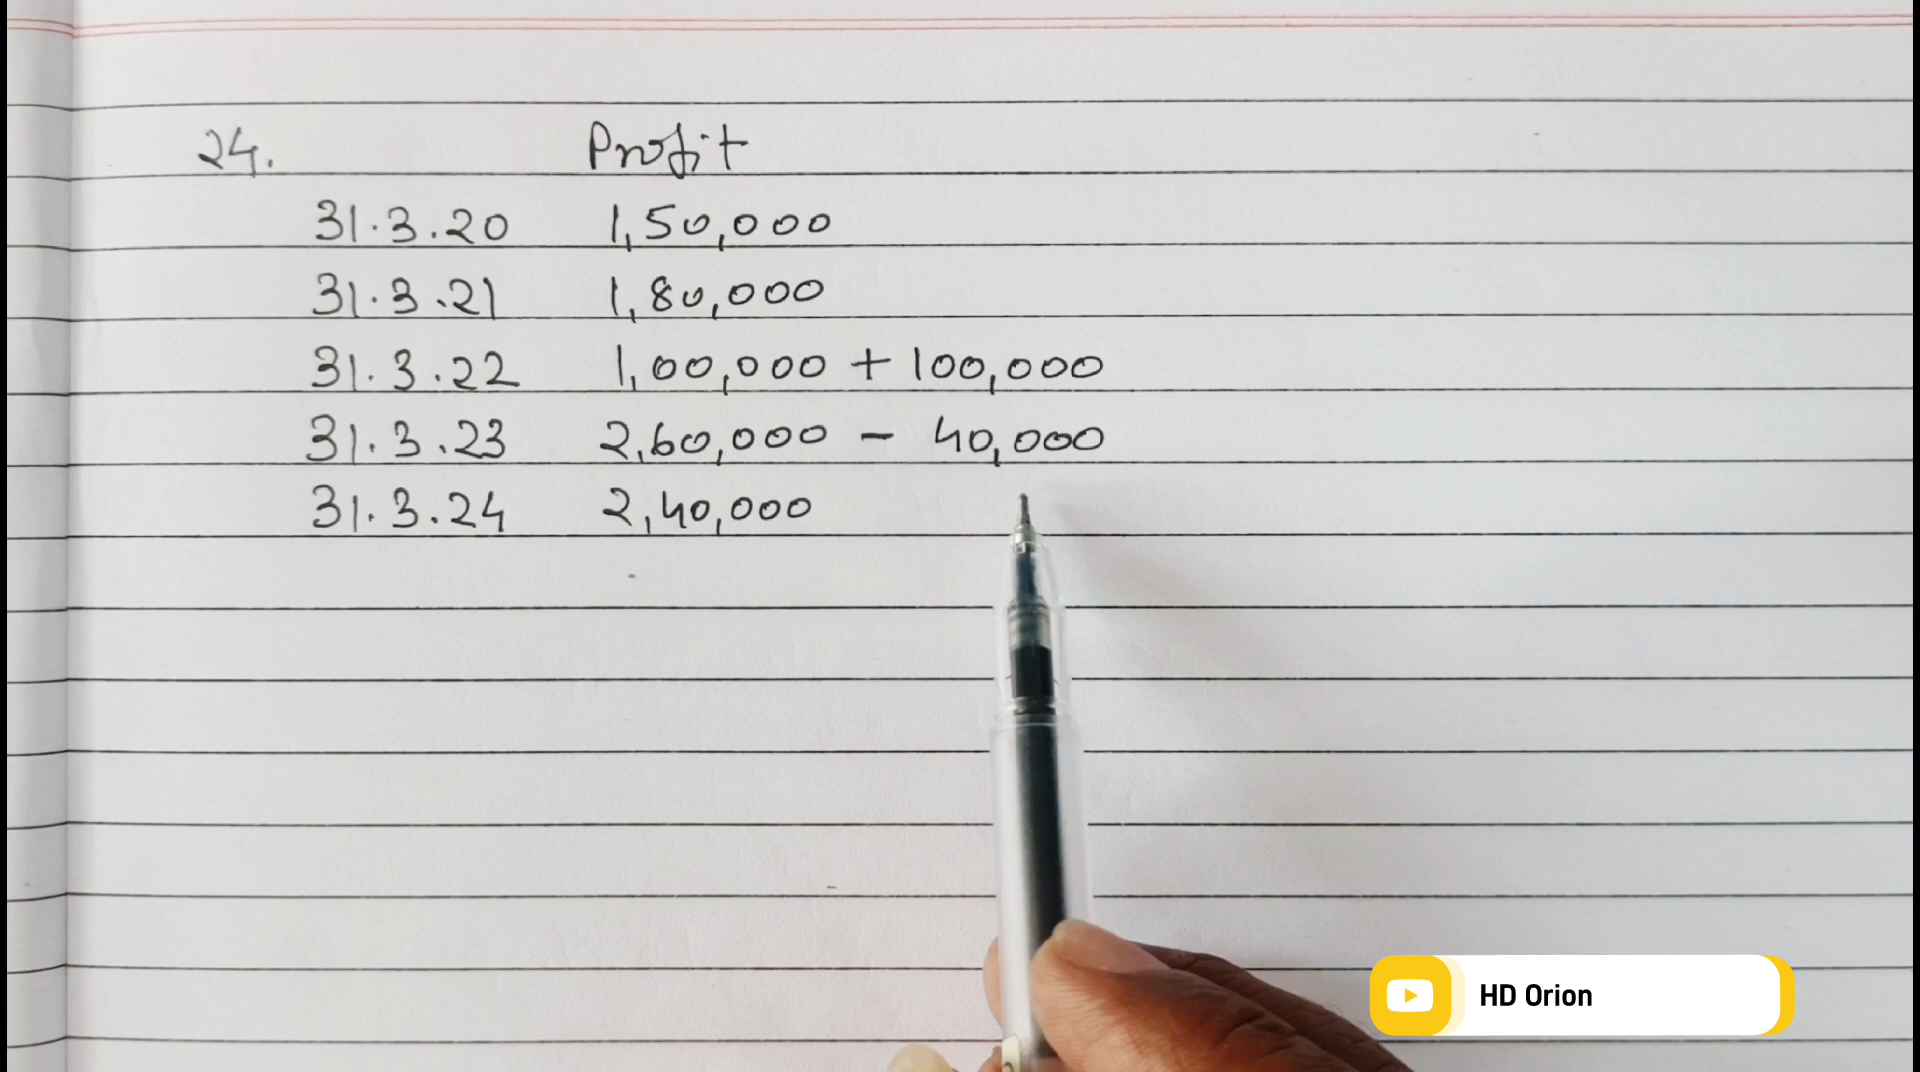 24. Profit
31.3.20 1,50,000
31.3.21 1,80,000
31.3.22 1,00,000 + 100,000
31.3.23 2,60,000 - 40,000
31.3.24 2,40,000
HD Orion